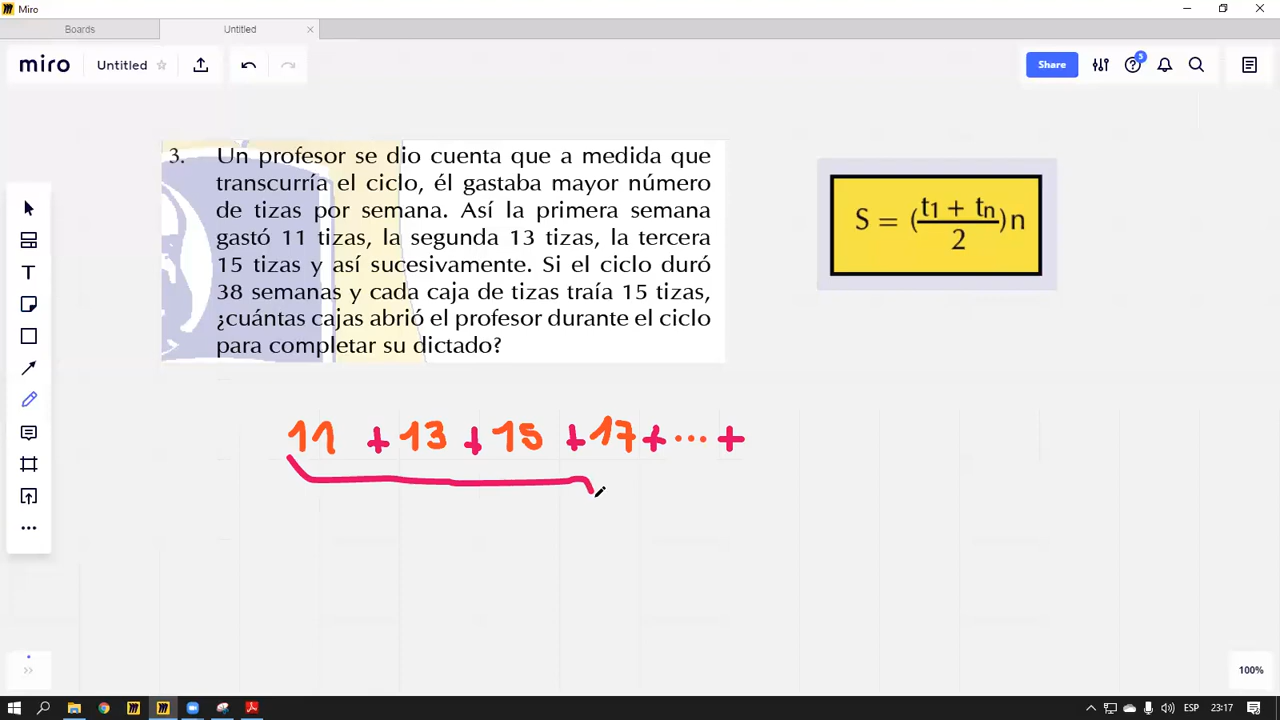 Miro
Boards
Untitled
miro
Untitled
Share
5
3. Un profesor se dio cuenta que a medida que
transcurría el ciclo, él gastaba mayor número
de tizas por semana. Así la primera semana
gastó 11 tizas, la segunda 13 tizas, la tercera
15 tizas y así sucesivamente. Si el ciclo duró
38 semanas y cada caja de tizas traía 15 tizas,
¿cuántas cajas abrió el profesor durante el ciclo
para completar su dictado?
S = (t1 + tn / 2)n
11 + 13 + 15 + 17 + ... +
100%
ESP 23:17